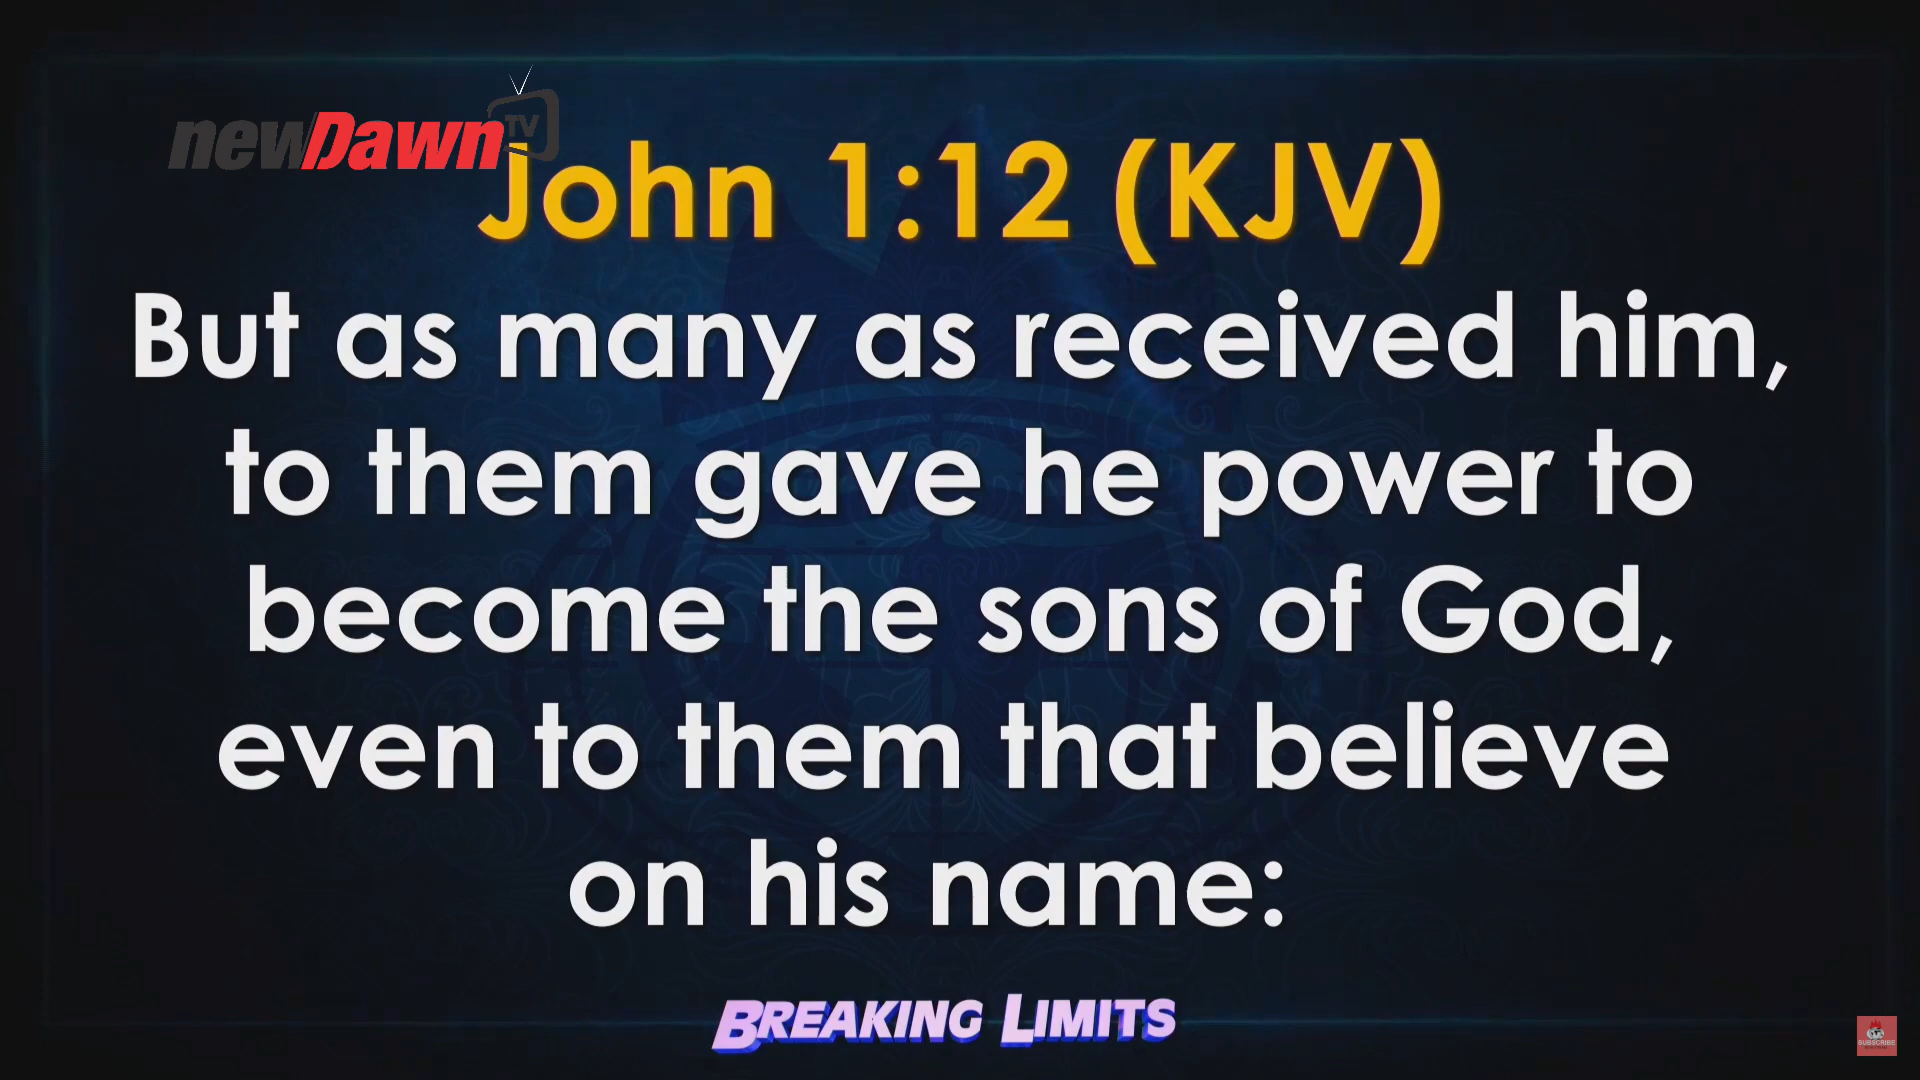 newDawn TV
John 1:12 (KJV)
But as many as received him,
to them gave he power to
become the sons of God,
even to them that believe
on his name:
BREAKING LIMITS
SUBSCRIBE